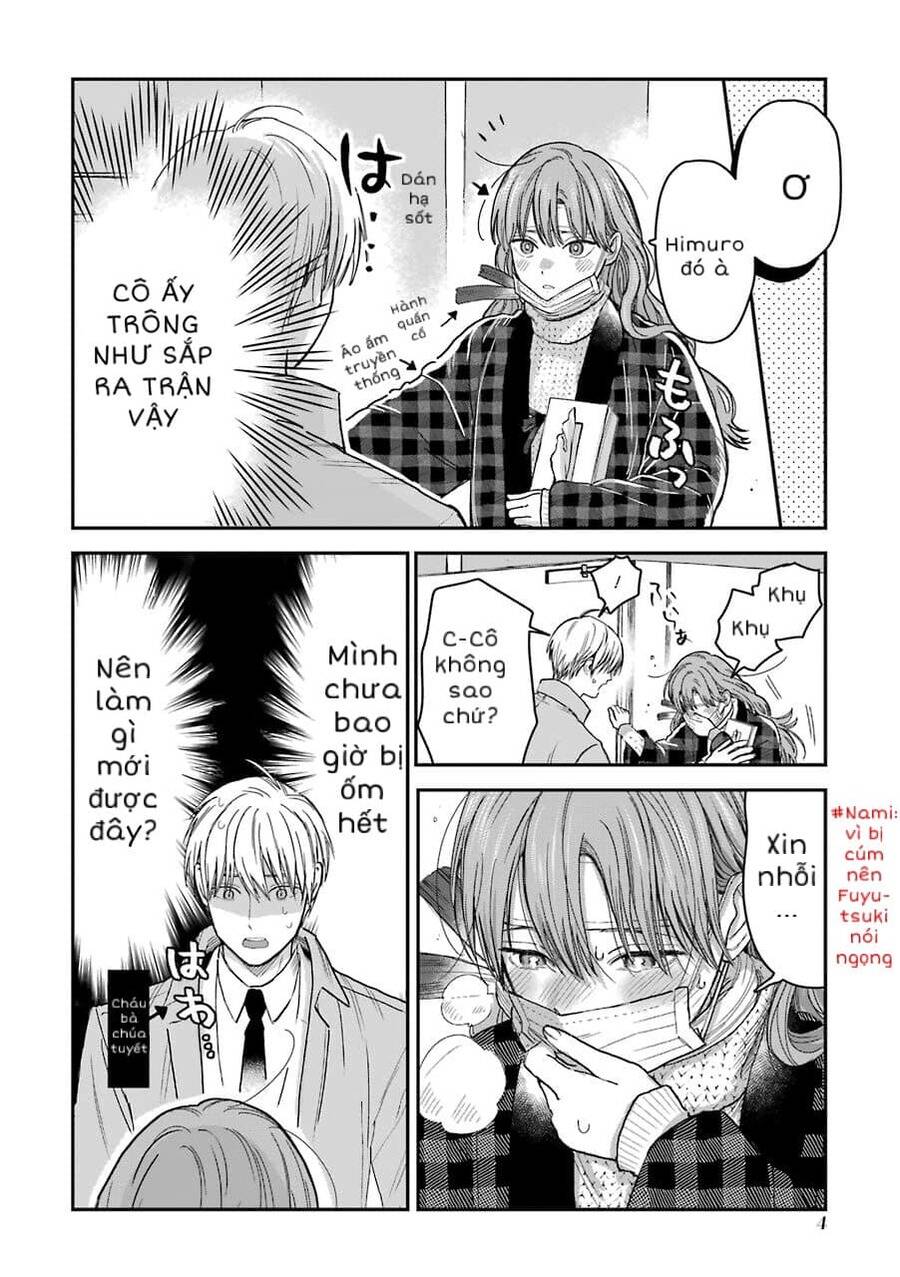 Ơ
Himuro
đó à
は…
Dán
hạ
sốt
Hành
quấn
cổ
Áo ấm
truyền
thống
もふっ
CÔ ẤY
TRÔNG
NHƯ SẮP
RA TRẬN
VẬY
Khụ
Khụ
!
C-Cô
không
sao
chứ?
Xin
nhỗi
...
#Nami:
vì bị
cúm
nên
Fuyu-
tsuki
nói
ngọng
Mình
chưa
bao
giờ bị
ốm
hết
Nên
làm
gì
mới
được
đây?
はわ…
Cháu
bà
chúa
tuyết
4